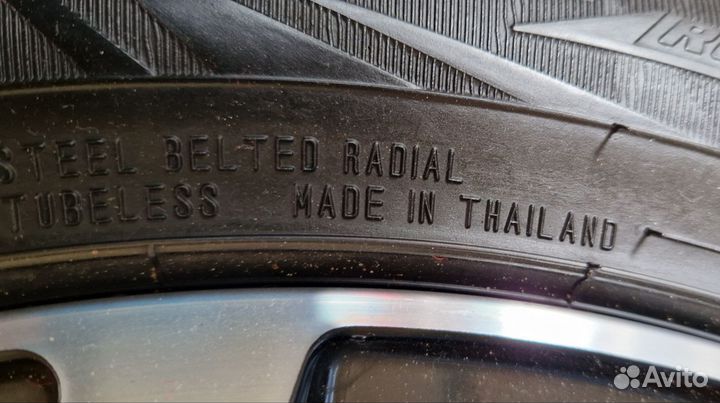 STEEL BELTED RADIAL
TUBELESS MADE IN THAILAND
Avito